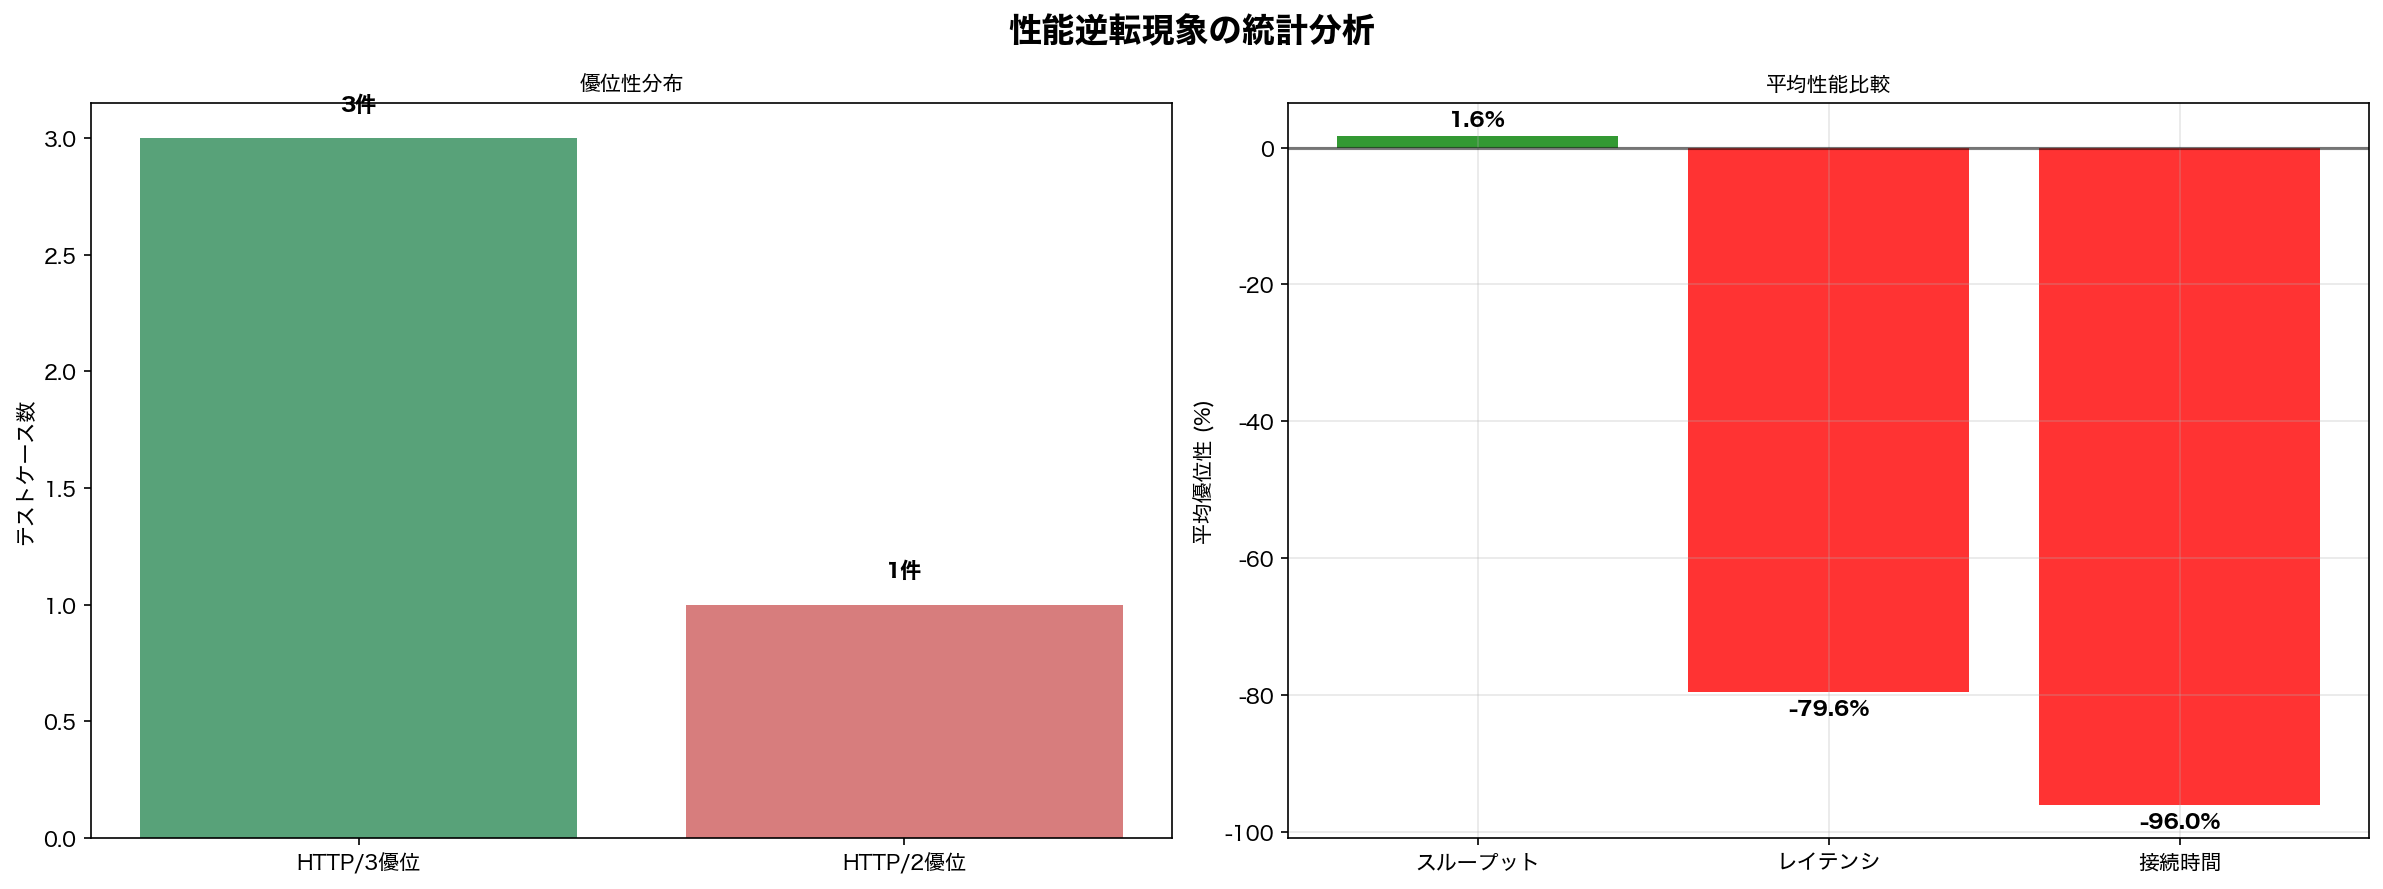 性能逆転現象の統計分析
優位性分布
3件
1件
3.0
2.5
2.0
1.5
1.0
0.5
0.0
テストケース数
HTTP/3優位
HTTP/2優位
平均性能比較
1.6%
-79.6%
-96.0%
0
-20
-40
-60
-80
-100
平均優位性 (%)
スループット
レイテンシ
接続時間